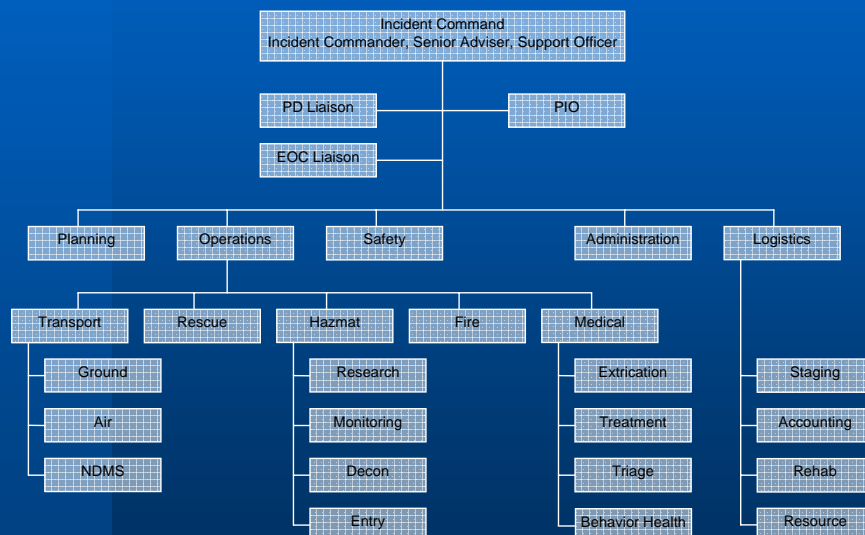 Incident Command
Incident Commander, Senior Adviser, Support Officer
PD Liaison
PIO
EOC Liaison
Planning
Operations
Safety
Administration
Logistics
Transport
Rescue
Hazmat
Fire
Medical
Ground
Research
Extrication
Staging
Air
Monitoring
Treatment
Accounting
NDMS
Decon
Triage
Rehab
Entry
Behavior Health
Resource